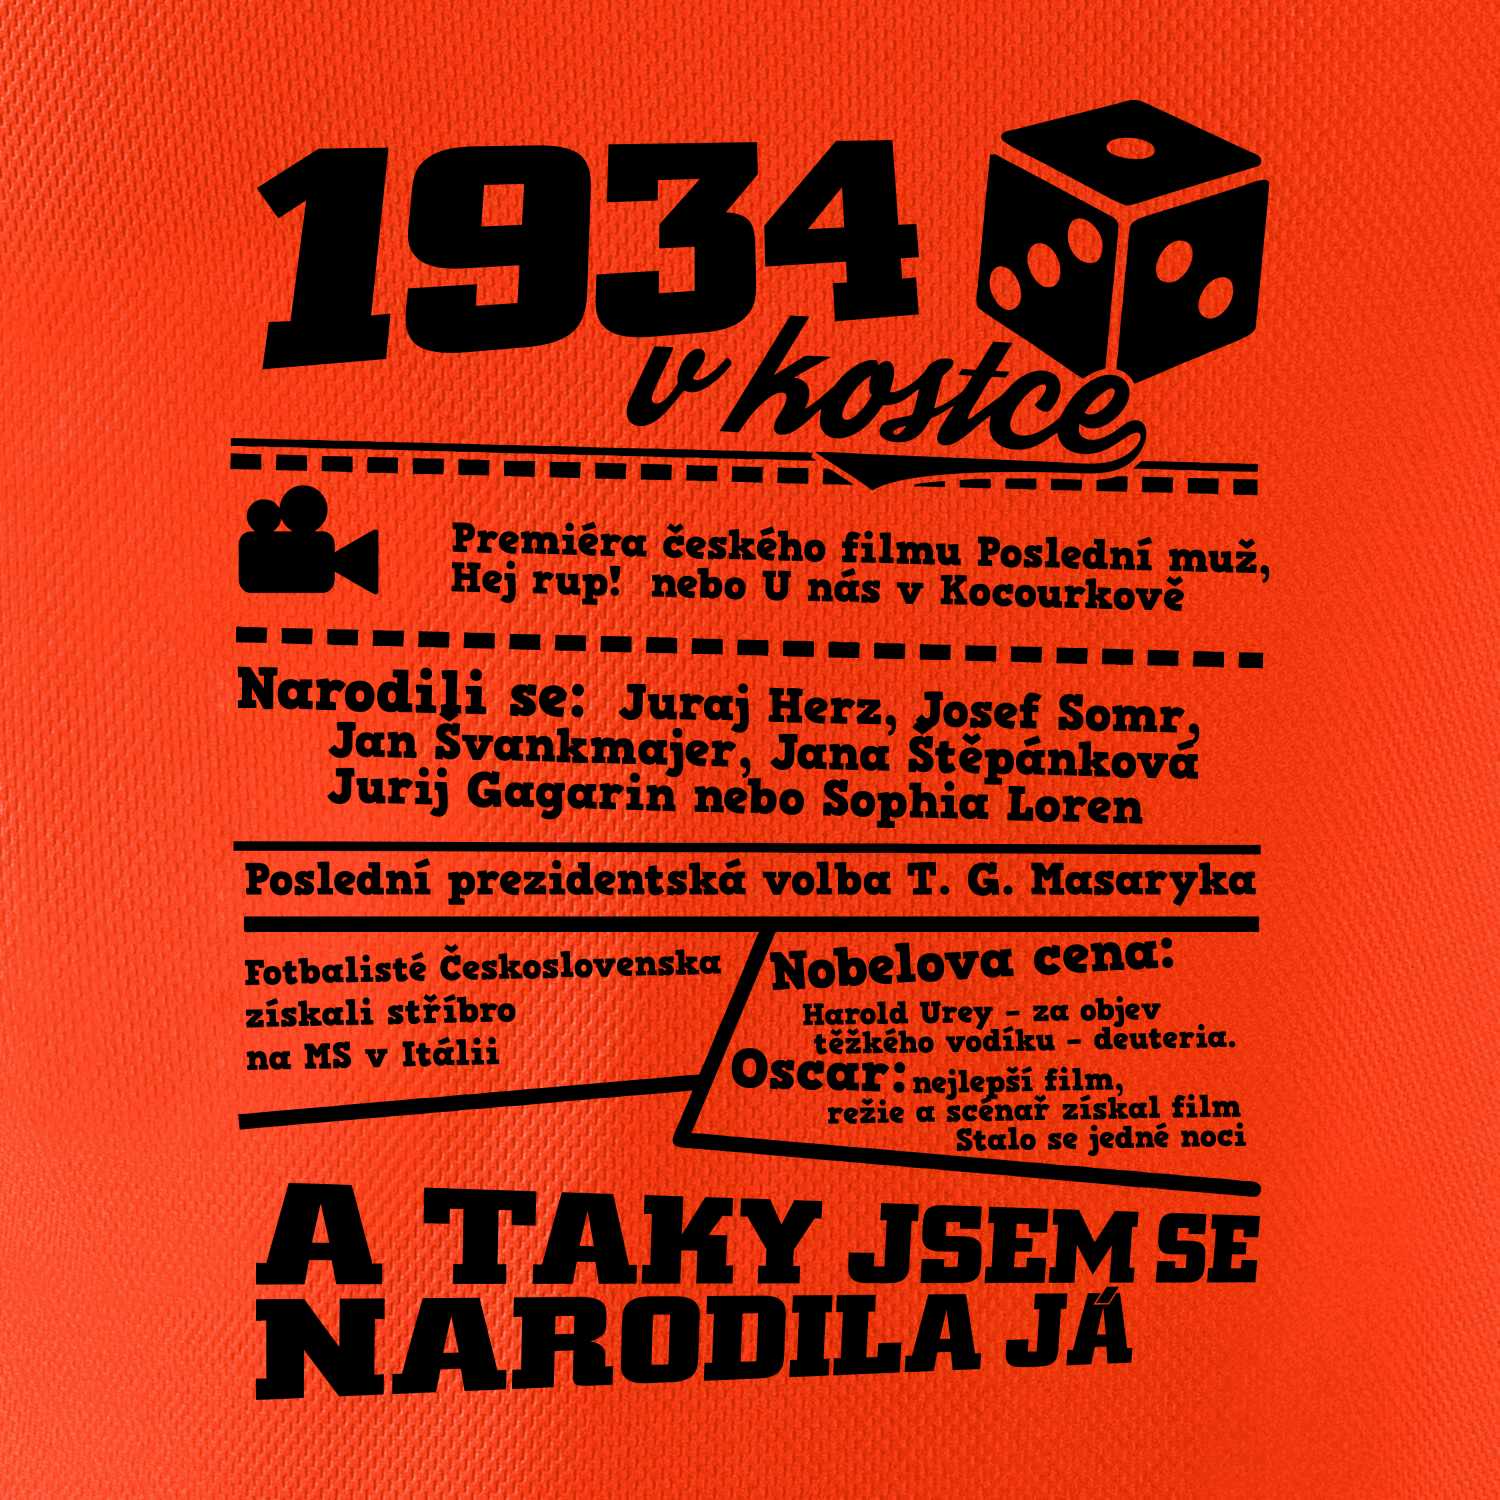 1934
v kostce
Premiéra českého filmu Poslední muž,
Hej rup! nebo U nás v Kocourkově
Narodili se: Juraj Herz, Josef Somr,
Jan Švankmajer, Jana Štěpánková
Jurij Gagarin nebo Sophia Loren
Poslední prezidentská volba T. G. Masaryka
Fotbalisté Československa
získali stříbro
na MS v Itálii
Nobelova cena:
Harold Urey - za objev
těžkého vodíku - deuteria.
Oscar: nejlepší film,
režie a scénař získal film
Stalo se jedné noci
A TAKY JSEM SE
NARODILA JÁ